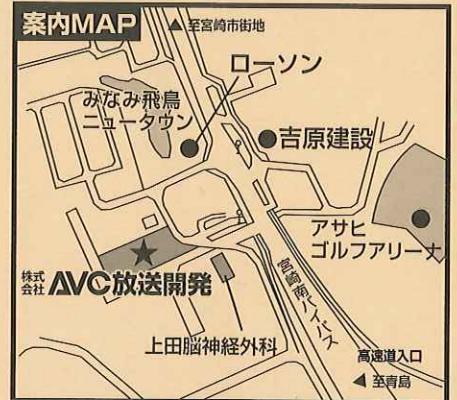 案内MAP
▲至宮崎市街地
ローソン
みなみ飛鳥
ニュータウン
吉原建設
アサヒ
ゴルフアリーナ
株式
会社 AVC放送開発
宮崎南バイパス
上田脳神経外科
高速道入口
◀至青島